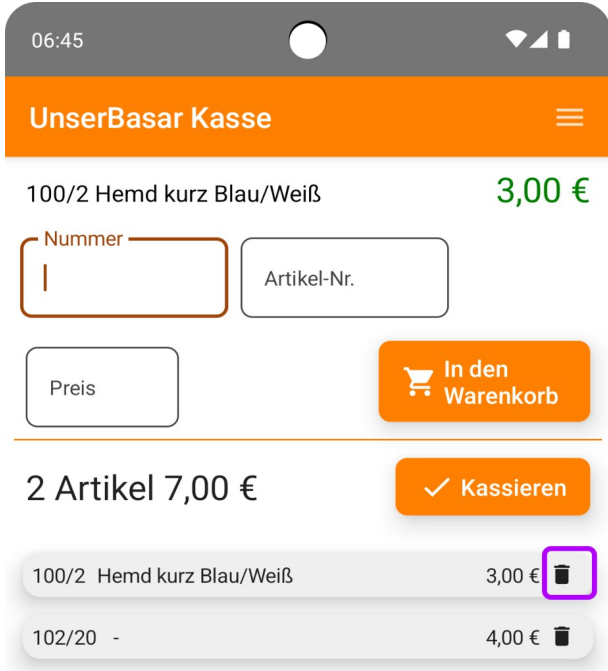 06:45
UnserBasar Kasse
100/2 Hemd kurz Blau/Weiß 3,00 €
Nummer
Artikel-Nr.
Preis
In den
Warenkorb
2 Artikel 7,00 €
Kassieren
100/2 Hemd kurz Blau/Weiß 3,00 €
102/20 - 4,00 €